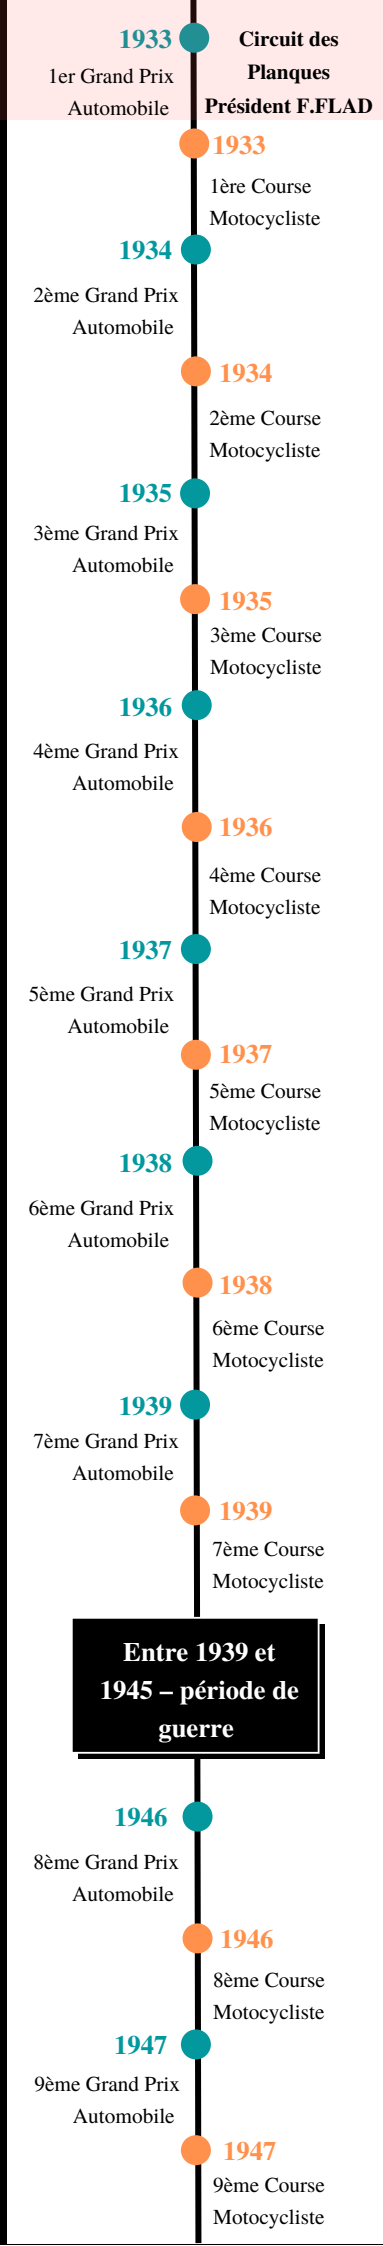 1933
1er Grand Prix
Automobile
Circuit des
Planques
Président F.FLAD
1933
1ère Course
Motocycliste
1934
2ème Grand Prix
Automobile
1934
2ème Course
Motocycliste
1935
3ème Grand Prix
Automobile
1935
3ème Course
Motocycliste
1936
4ème Grand Prix
Automobile
1936
4ème Course
Motocycliste
1937
5ème Grand Prix
Automobile
1937
5ème Course
Motocycliste
1938
6ème Grand Prix
Automobile
1938
6ème Course
Motocycliste
1939
7ème Grand Prix
Automobile
1939
7ème Course
Motocycliste
Entre 1939 et
1945 – période de
guerre
1946
8ème Grand Prix
Automobile
1946
8ème Course
Motocycliste
1947
9ème Grand Prix
Automobile
1947
9ème Course
Motocycliste